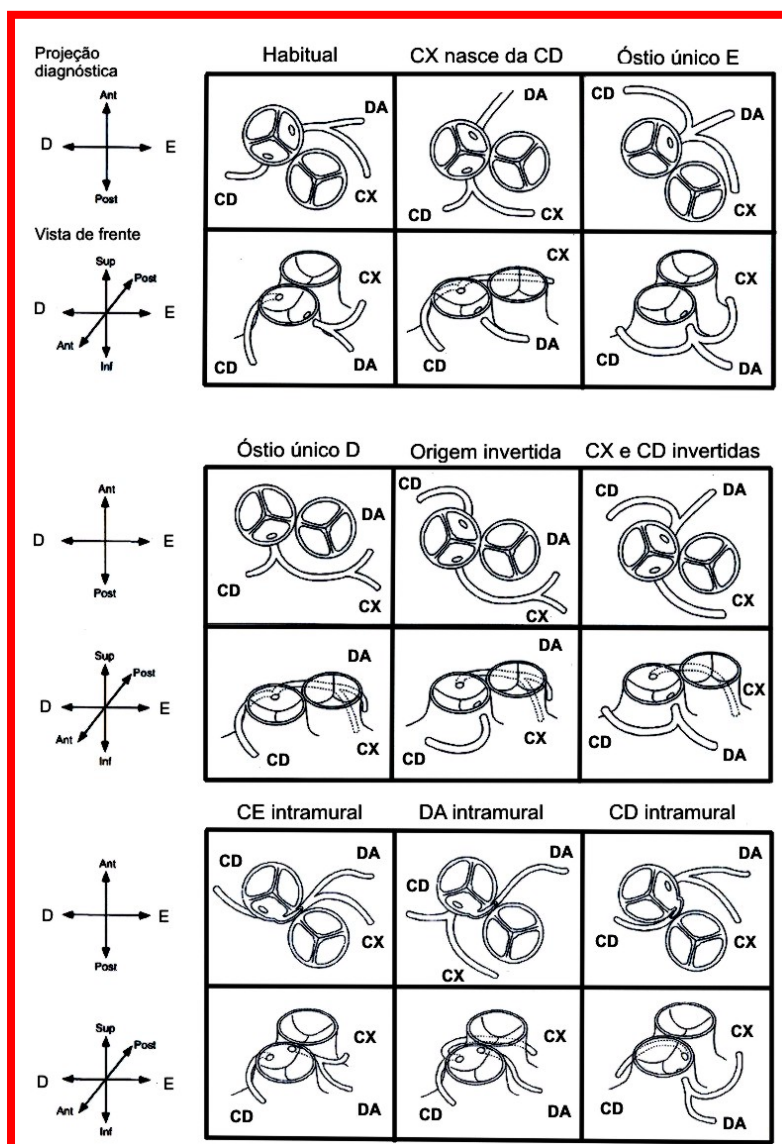 Projeção
diagnóstica
Habitual
CX nasce da CD
Óstio único E
Ant
D
E
Post
DA
CD
CX
DA
CD
CX
CD
DA
CX
Vista de frente
Sup
Post
D
E
Ant
Inf
CX
CD
DA
CX
CD
DA
CX
DA
Óstio único D
Origem invertida
CX e CD invertidas
Ant
D
E
Post
DA
CD
CX
CD
DA
CX
CD
DA
CX
Sup
Post
D
E
Ant
Inf
DA
CX
CD
DA
CX
CX
CD
DA
CE intramural
DA intramural
CD intramural
Ant
D
E
Post
CD
DA
CX
CD
DA
CX
DA
CD
CX
Sup
Post
D
E
Ant
Inf
CX
CD
DA
CX
CD
DA
CX
CD
DA